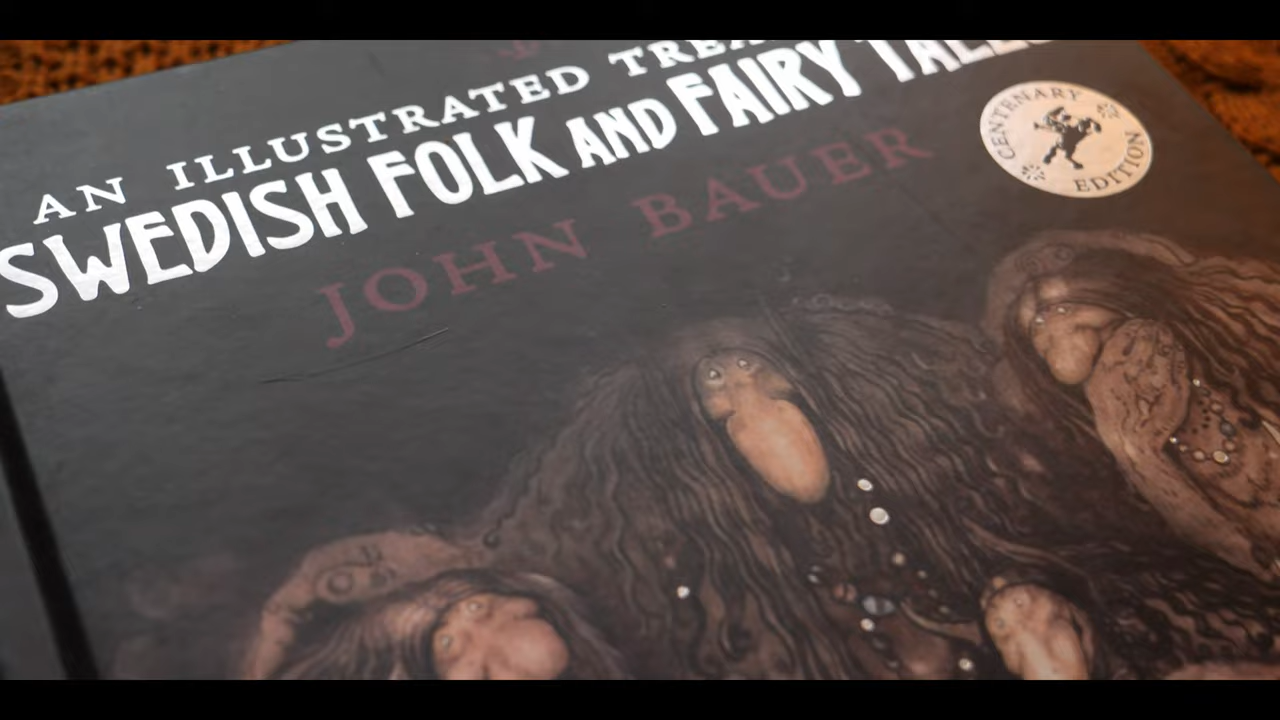 AN ILLUSTRATED
SWEDISH FOLK AND FAIRY
JOHN BAUER
CENTENARY
EDITION